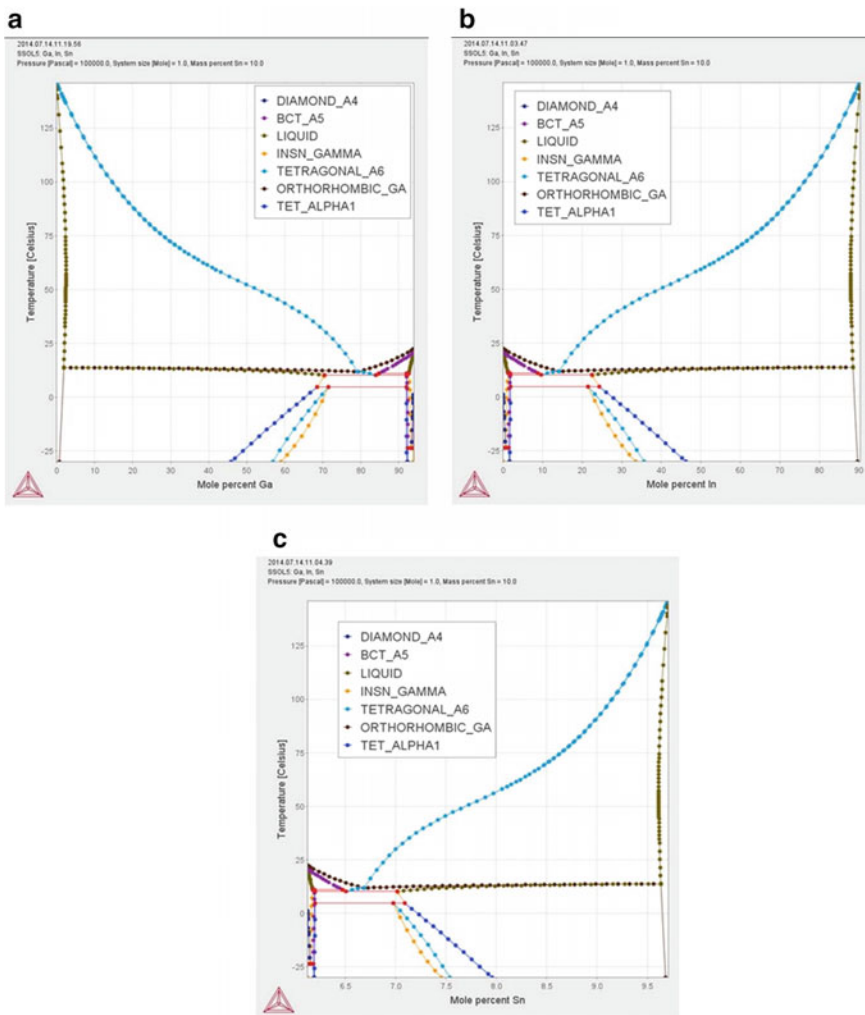 a
2014.07.14.11.19.56
SSOL5: Ga, In, Sn
Pressure [Pascal] = 100000.0, System size [Mole] = 1.0, Mass percent Sn = 10.0
DIAMOND_A4
BCT_A5
LIQUID
INSN_GAMMA
TETRAGONAL_A6
ORTHORHOMBIC_GA
TET_ALPHA1
Temperature [Celsius]
125
100
75
50
25
0
-25
0 10 20 30 40 50 60 70 80 90
Mole percent Ga
b
2014.07.14.11.03.47
SSOL5: Ga, In, Sn
Pressure [Pascal] = 100000.0, System size [Mole] = 1.0, Mass percent Sn = 10.0
DIAMOND_A4
BCT_A5
LIQUID
INSN_GAMMA
TETRAGONAL_A6
ORTHORHOMBIC_GA
TET_ALPHA1
Temperature [Celsius]
125
100
75
50
25
0
-25
0 10 20 30 40 50 60 70 80 90
Mole percent In
c
2014.07.14.11.04.39
SSOL5: Ga, In, Sn
Pressure [Pascal] = 100000.0, System size [Mole] = 1.0, Mass percent Sn = 10.0
DIAMOND_A4
BCT_A5
LIQUID
INSN_GAMMA
TETRAGONAL_A6
ORTHORHOMBIC_GA
TET_ALPHA1
Temperature [Celsius]
125
100
75
50
25
0
-25
6.5 7.0 7.5 8.0 8.5 9.0 9.5
Mole percent Sn